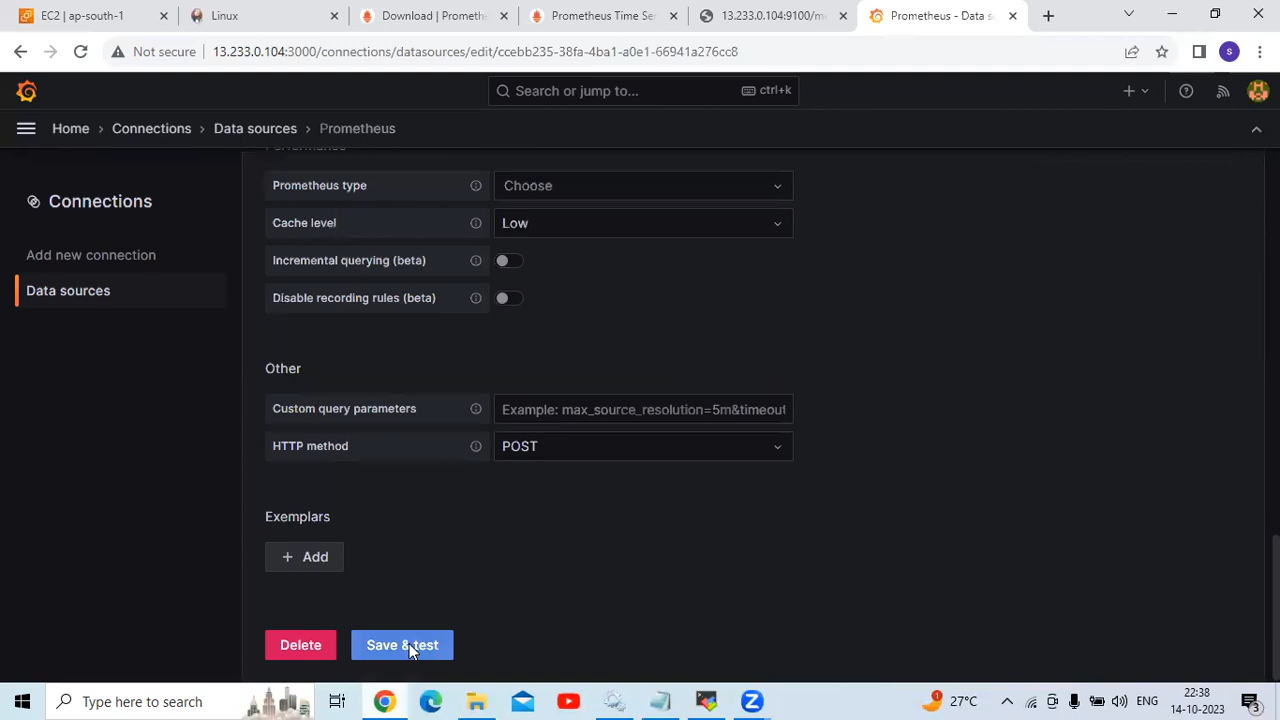 EC2 | ap-south-1
Linux
Download | Prometh
Prometheus Time Se
13.233.0.104:9100/me
Prometheus - Data s
Not secure
13.233.0.104:3000/connections/datasources/edit/ccebb235-38fa-4ba1-a0e1-66941a276cc8
S
Search or jump to...
ctrl+k
Home › Connections › Data sources › Prometheus
Connections
Add new connection
Data sources
Performance
Prometheus type
Choose
Cache level
Low
Incremental querying (beta)
Disable recording rules (beta)
Other
Custom query parameters
Example: max_source_resolution=5m&timeout
HTTP method
POST
Exemplars
+ Add
Delete
Save & test
Type here to search
1
27°C
ENG
22:38
14-10-2023
3